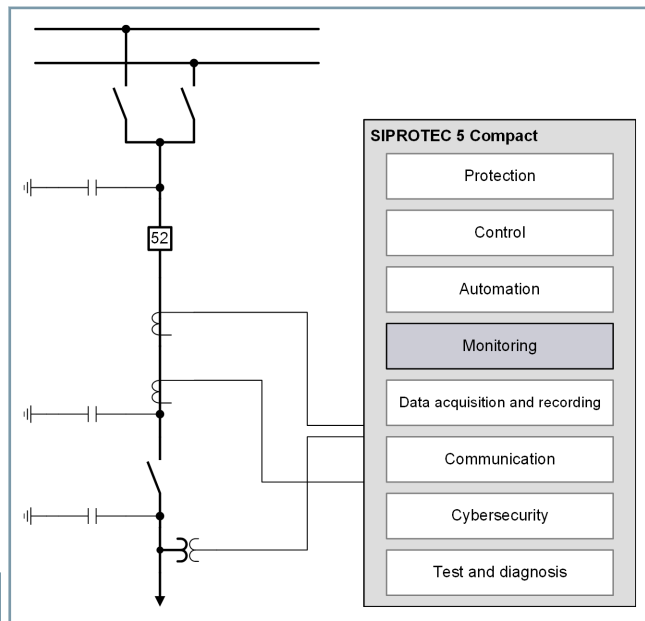 SIPROTEC 5 Compact
Protection
Control
52
Automation
Monitoring
Data acquisition and recording
Communication
Cybersecurity
Test and diagnosis